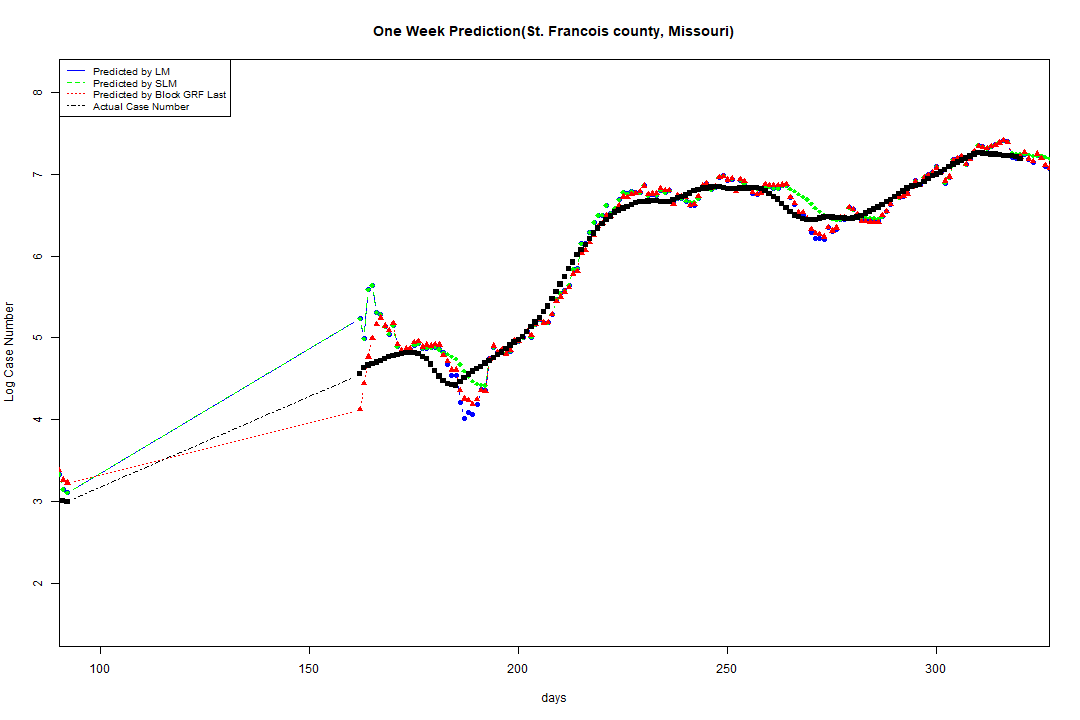 One Week Prediction(St. Francois county, Missouri)
Predicted by LM
Predicted by SLM
Predicted by Block GRF Last
Actual Case Number
8
7
6
5
4
3
2
Log Case Number
100 150 200 250 300
days